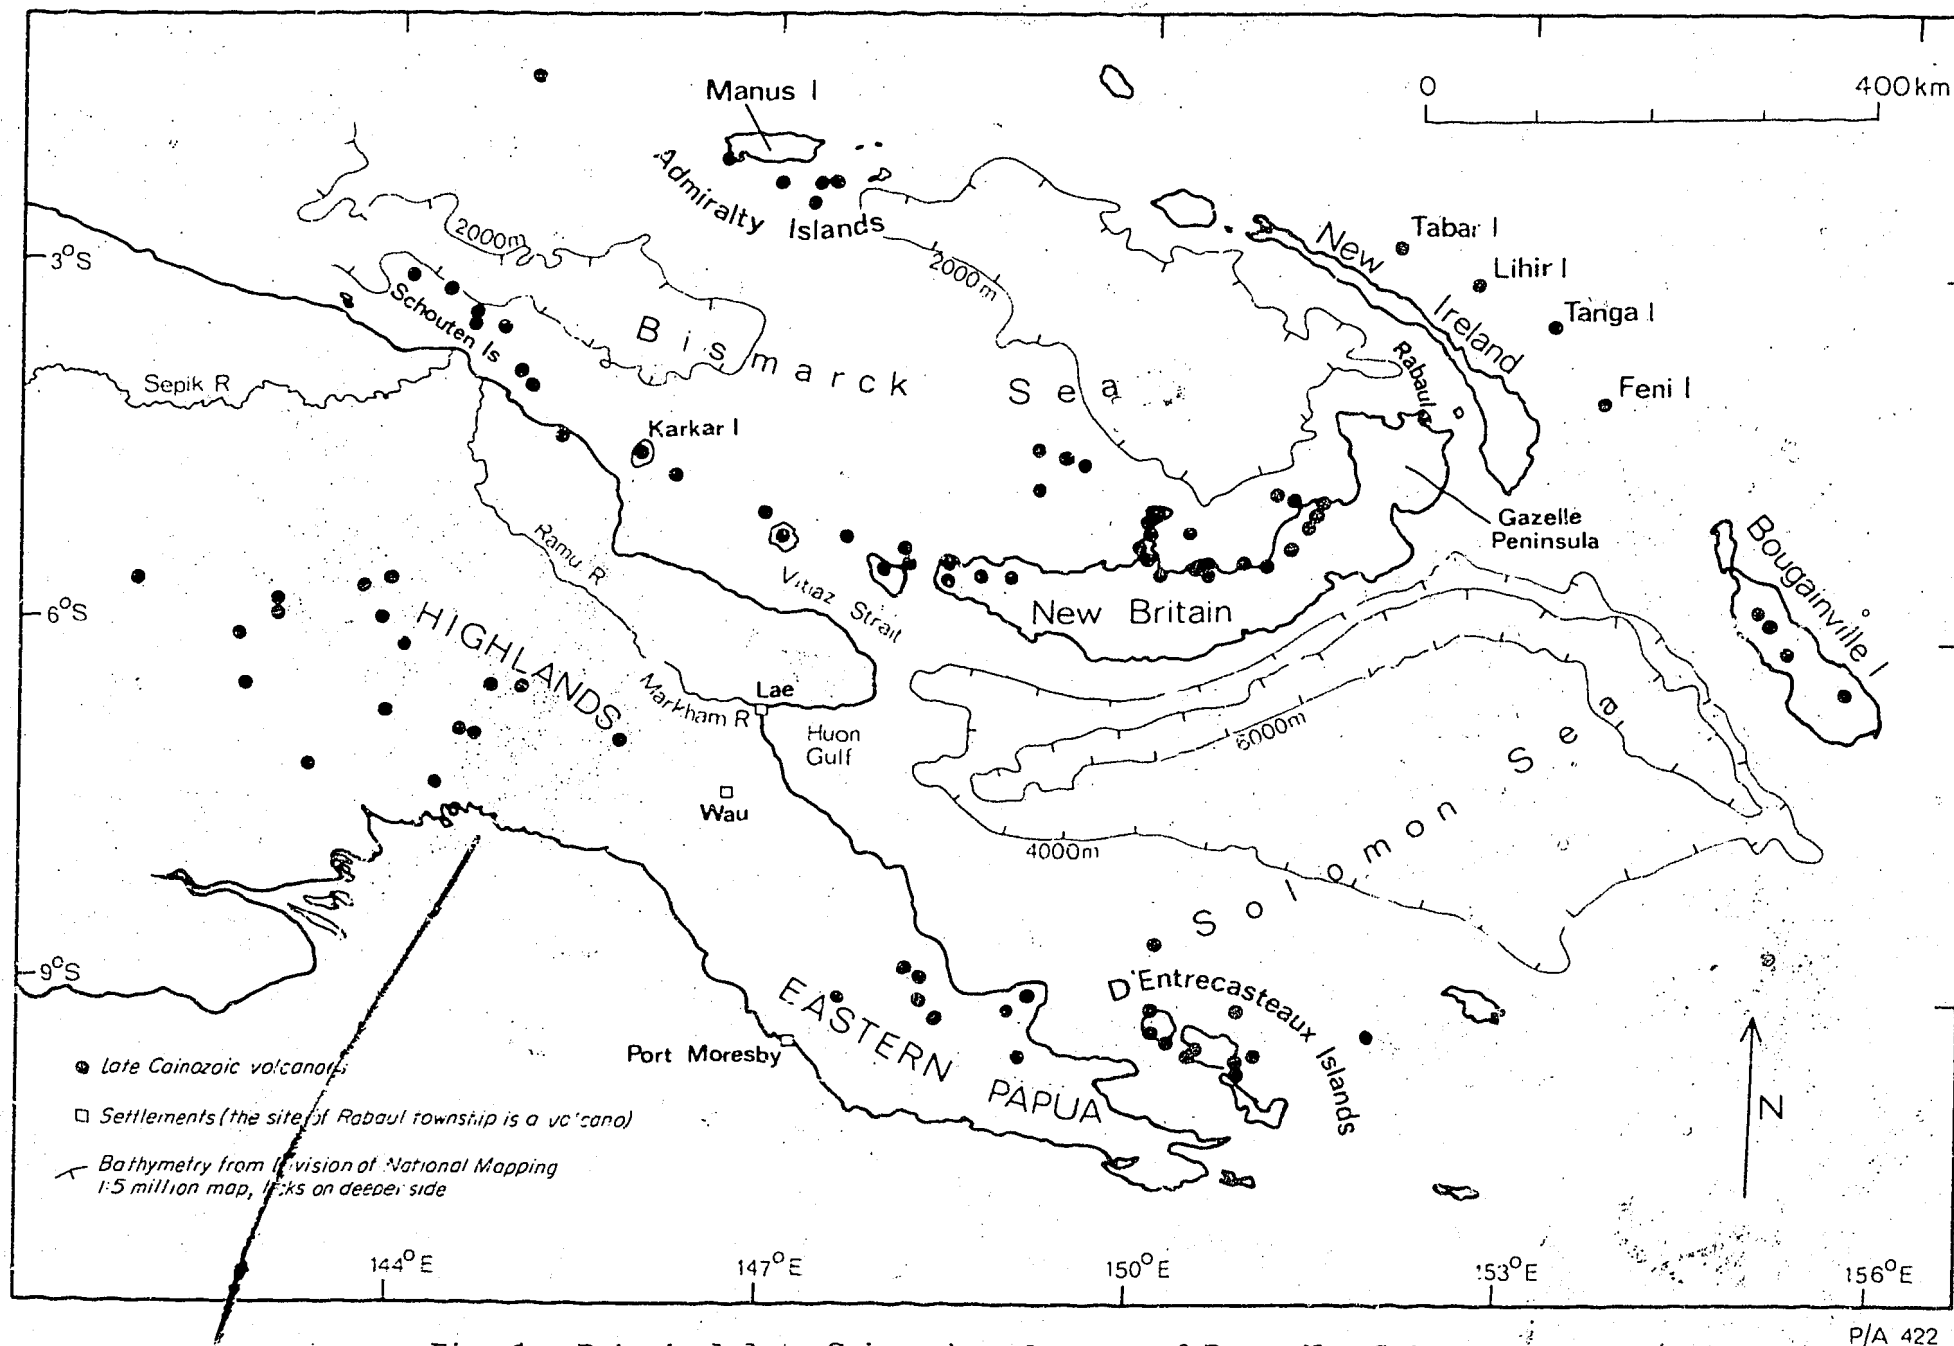 0 400km
Manus I
Admiralty Islands
2000m
2000m
3°S
Schouten Is
Bismarck Sea
New Ireland
Tabar I
Lihir I
Tanga I
Feni I
Rabaul
Sepik R
Karkar I
Ramu R
Vitiaz Strait
Gazelle
Peninsula
New Britain
Bougainville I
6°S
HIGHLANDS
Markham R
Lae
Huon
Gulf
Wau
6000m
4000m
Solomon Sea
9°S
EASTERN PAPUA
Port Moresby
D'Entrecasteaux Islands
N
Late Cainozoic volcanoes
Settlements (the site of Rabaul township is a volcano)
Bathymetry from Division of National Mapping
1:5 million map, ticks on deeper side
144°E 147°E 150°E 153°E 156°E
P/A 422